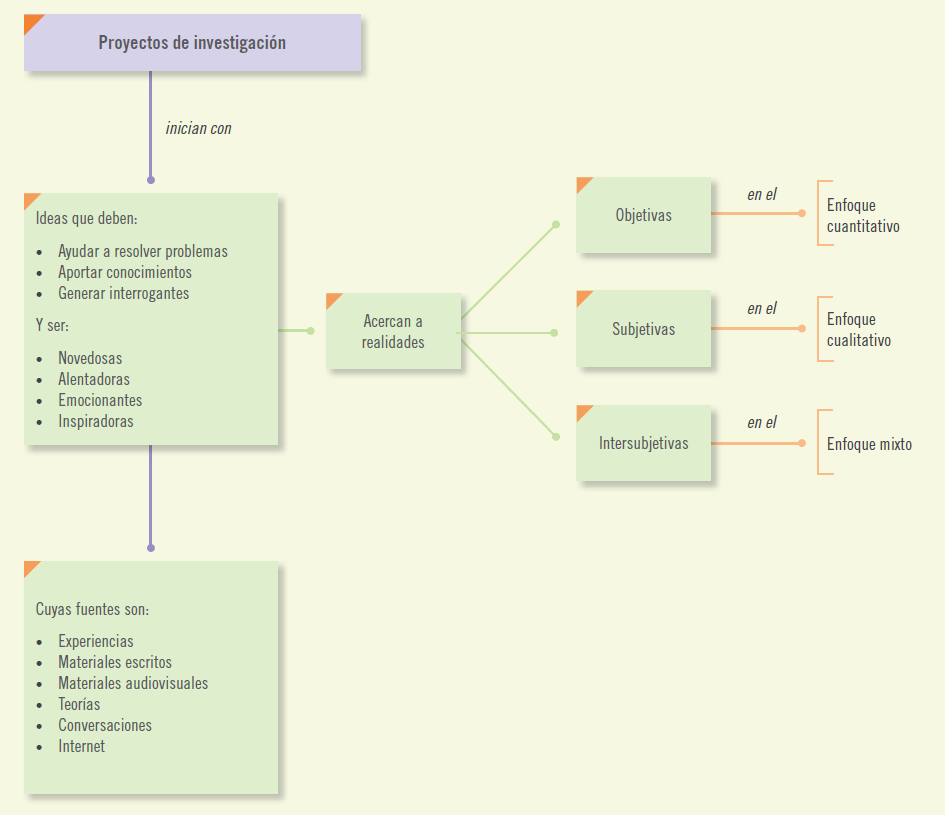 Proyectos de investigación
inician con
Ideas que deben:
• Ayudar a resolver problemas
• Aportar conocimientos
• Generar interrogantes
Y ser:
• Novedosas
• Alentadoras
• Emocionantes
• Inspiradoras
Acercan a
realidades
Objetivas
en el
Enfoque
cuantitativo
Subjetivas
en el
Enfoque
cualitativo
Intersubjetivas
en el
Enfoque mixto
Cuyas fuentes son:
• Experiencias
• Materiales escritos
• Materiales audiovisuales
• Teorías
• Conversaciones
• Internet